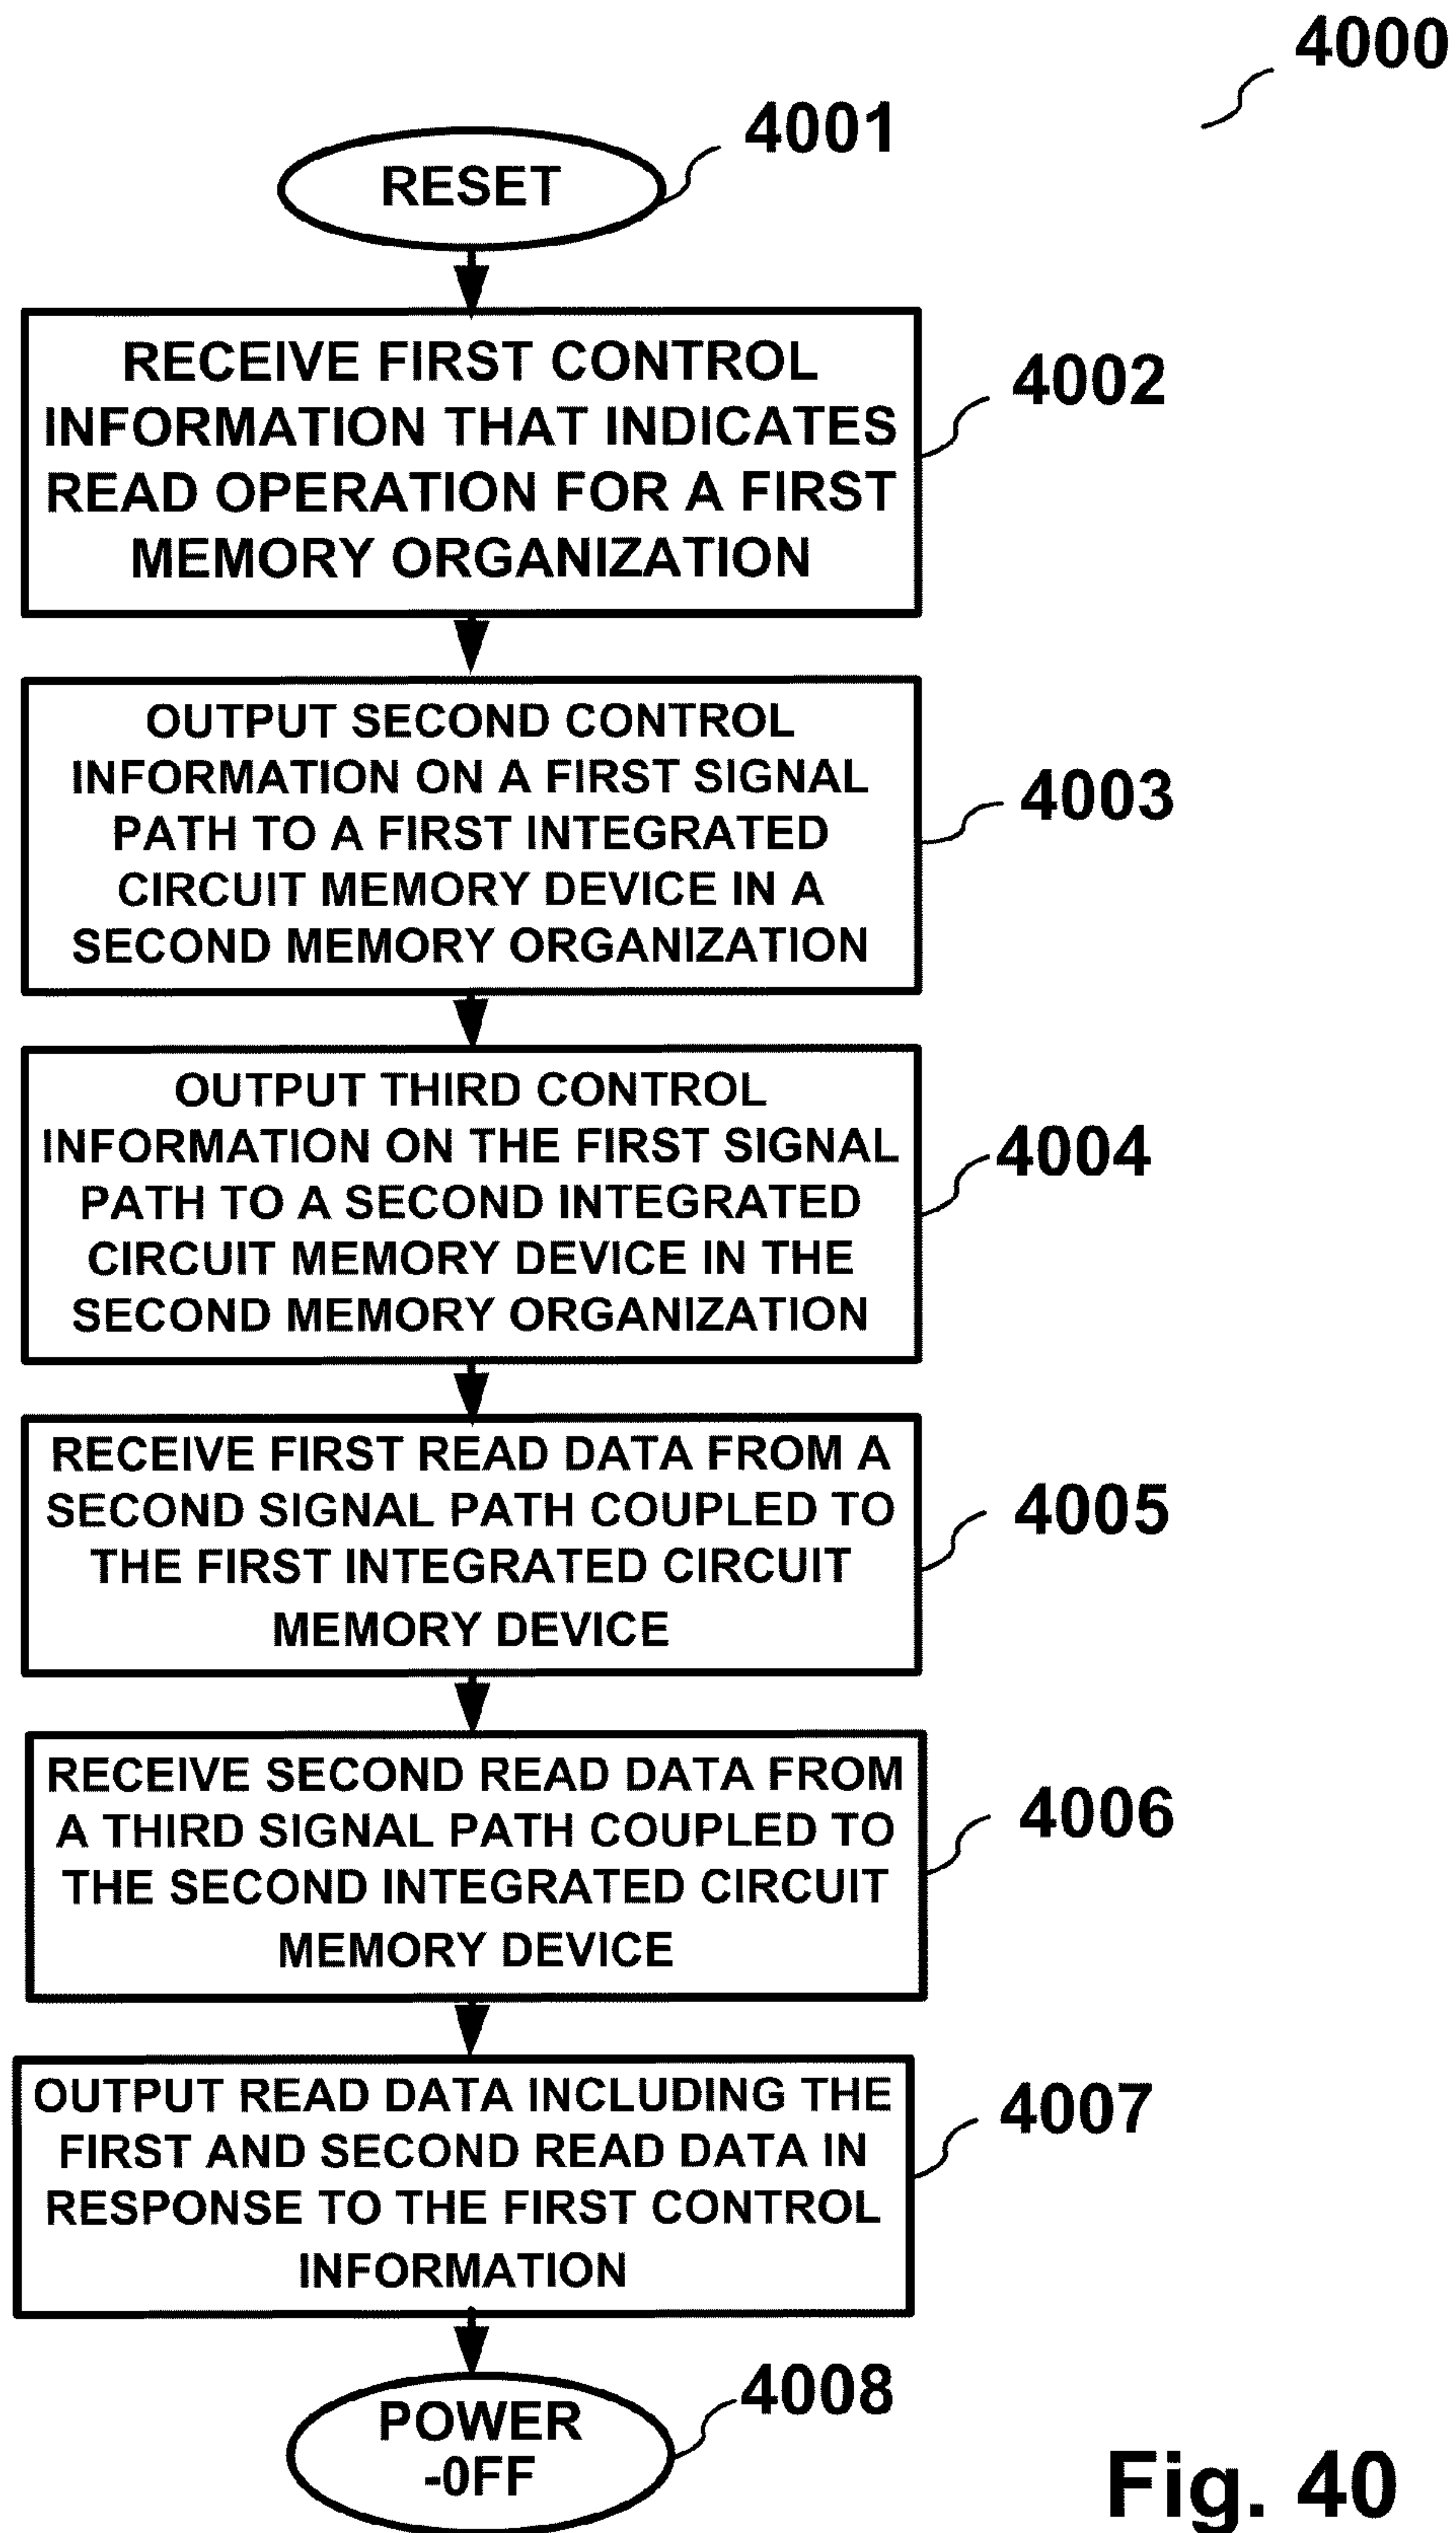 4000
4001
RESET
RECEIVE FIRST CONTROL
INFORMATION THAT INDICATES
READ OPERATION FOR A FIRST
MEMORY ORGANIZATION
4002
OUTPUT SECOND CONTROL
INFORMATION ON A FIRST SIGNAL
PATH TO A FIRST INTEGRATED
CIRCUIT MEMORY DEVICE IN A
SECOND MEMORY ORGANIZATION
4003
OUTPUT THIRD CONTROL
INFORMATION ON THE FIRST SIGNAL
PATH TO A SECOND INTEGRATED
CIRCUIT MEMORY DEVICE IN THE
SECOND MEMORY ORGANIZATION
4004
RECEIVE FIRST READ DATA FROM A
SECOND SIGNAL PATH COUPLED TO
THE FIRST INTEGRATED CIRCUIT
MEMORY DEVICE
4005
RECEIVE SECOND READ DATA FROM
A THIRD SIGNAL PATH COUPLED TO
THE SECOND INTEGRATED CIRCUIT
MEMORY DEVICE
4006
OUTPUT READ DATA INCLUDING THE
FIRST AND SECOND READ DATA IN
RESPONSE TO THE FIRST CONTROL
INFORMATION
4007
POWER
-0FF
4008
Fig. 40